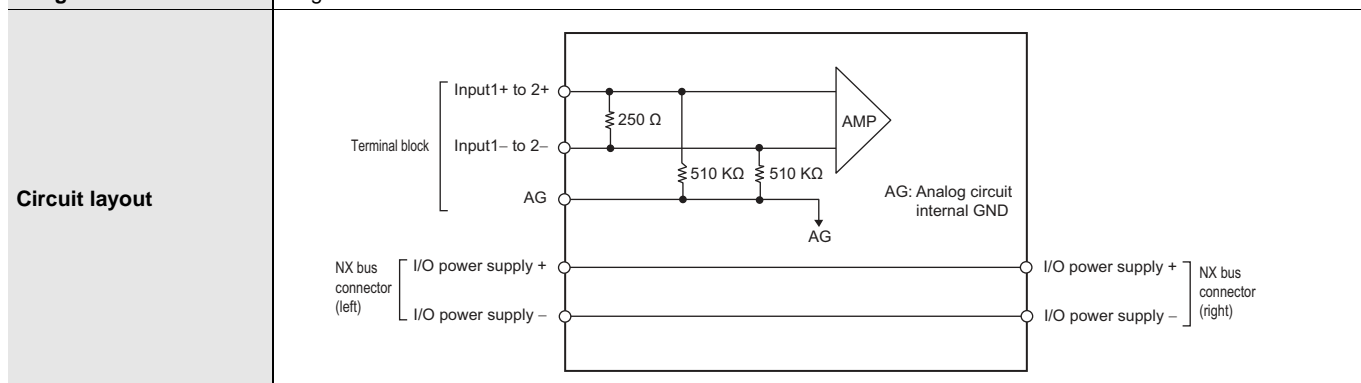 Circuit layout
Terminal block
Input1+ to 2+
Input1– to 2–
AG
250 Ω
510 KΩ
510 KΩ
AMP
AG
AG: Analog circuit
internal GND
NX bus
connector
(left)
I/O power supply +
I/O power supply –
I/O power supply +
I/O power supply –
NX bus
connector
(right)